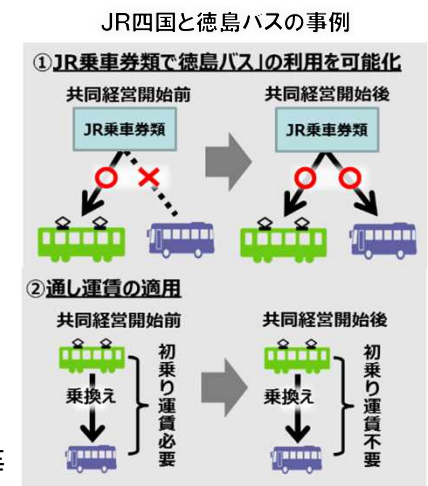 JR四国と徳島バスの事例
①JR乗車券類で徳島バス」の利用を可能化
共同経営開始前
共同経営開始後
JR乗車券類
JR乗車券類
②通し運賃の適用
共同経営開始前
共同経営開始後
乗換え
初乗り運賃必要
乗換え
初乗り運賃不要